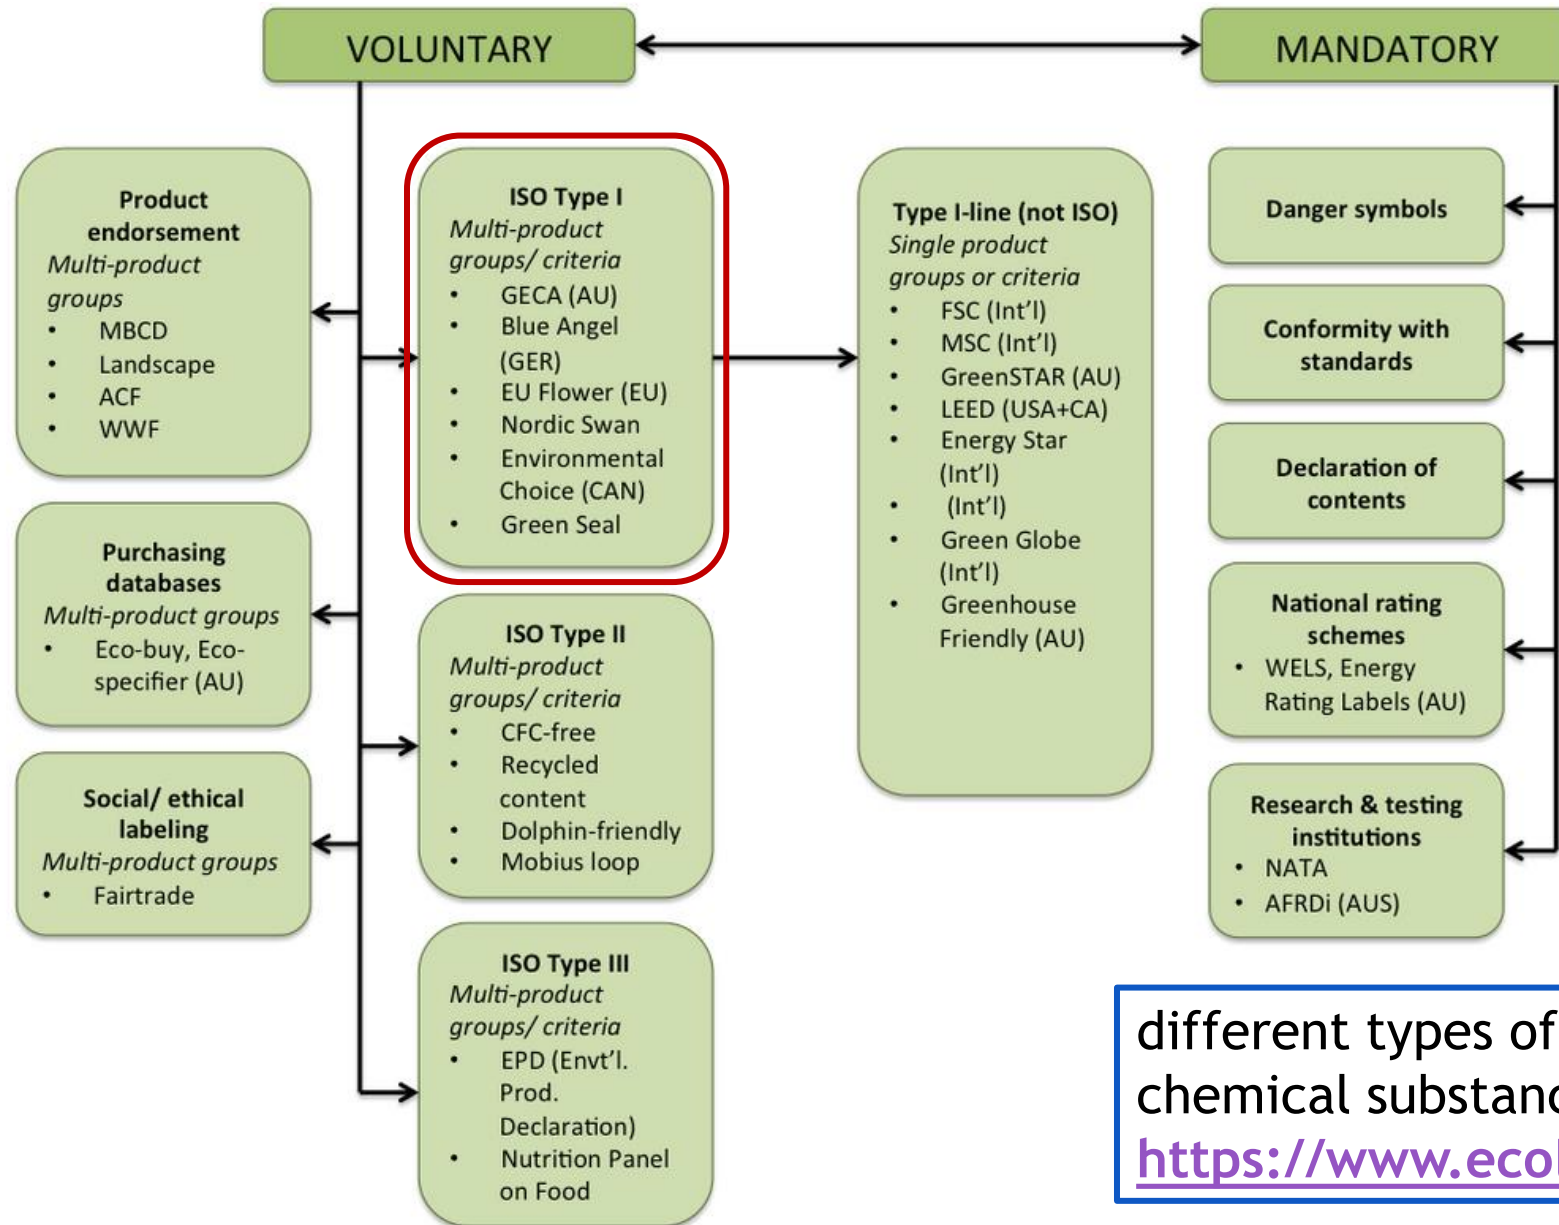 VOLUNTARY
MANDATORY
Product
endorsement
Multi-product
groups
• MBCD
• Landscape
• ACF
• WWF
Purchasing
databases
Multi-product groups
• Eco-buy, Eco-
specifier (AU)
Social/ ethical
labeling
Multi-product groups
• Fairtrade
ISO Type I
Multi-product
groups/ criteria
• GECA (AU)
• Blue Angel
(GER)
• EU Flower (EU)
• Nordic Swan
• Environmental
Choice (CAN)
• Green Seal
ISO Type II
Multi-product
groups/ criteria
• CFC-free
• Recycled
content
• Dolphin-friendly
• Mobius loop
ISO Type III
Multi-product
groups/ criteria
• EPD (Envt’l.
Prod.
Declaration)
• Nutrition Panel
on Food
Type I-line (not ISO)
Single product
groups or criteria
• FSC (Int’l)
• MSC (Int’l)
• GreenSTAR (AU)
• LEED (USA+CA)
• Energy Star
(Int’l)
• (Int’l)
• Green Globe
(Int’l)
• Greenhouse
Friendly (AU)
Danger symbols
Conformity with
standards
Declaration of
contents
National rating
schemes
• WELS, Energy
Rating Labels (AU)
Research & testing
institutions
• NATA
• AFRDi (AUS)
different types of
chemical substan
https://www.eco